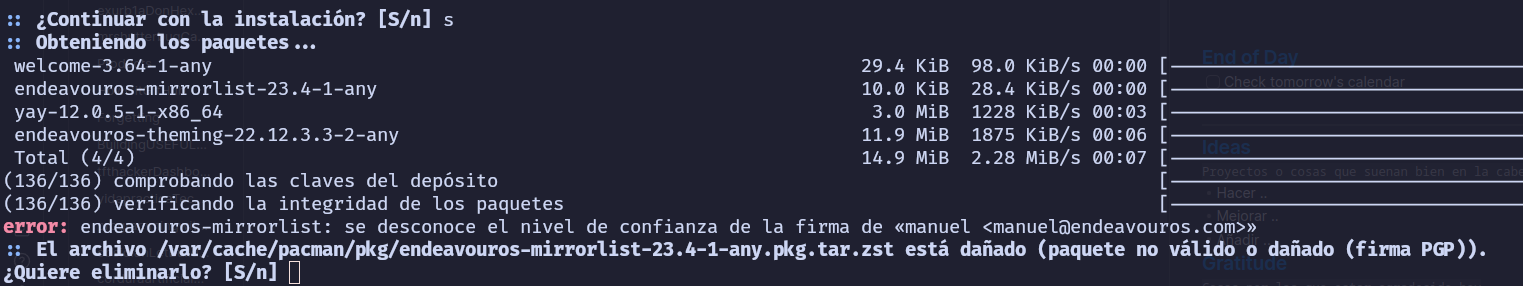 :: ¿Continuar con la instalación? [S/n] s
:: Obteniendo los paquetes...
welcome-3.64-1-any 29.4 KiB 98.0 KiB/s 00:00 [
endeavouros-mirrorlist-23.4-1-any 10.0 KiB 28.4 KiB/s 00:00 [
yay-12.0.5-1-x86_64 3.0 MiB 1228 KiB/s 00:03 [
endeavouros-theming-22.12.3.3-2-any 11.9 MiB 1875 KiB/s 00:06 [
Total (4/4) 14.9 MiB 2.28 MiB/s 00:07 [
(136/136) comprobando las claves del depósito [
(136/136) verificando la integridad de los paquetes [
error: endeavouros-mirrorlist: se desconoce el nivel de confianza de la firma de «manuel <manuel@endeavouros.com>»
:: El archivo /var/cache/pacman/pkg/endeavouros-mirrorlist-23.4-1-any.pkg.tar.zst está dañado (paquete no válido o dañado (firma PGP)).
¿Quiere eliminarlo? [S/n]
End of Day
Check tomorrow's calendar
Ideas
Proyectos o cosas que suenan bien en la cabe
Hacer ..
Mejorar ..
Añadir ..
Gratitude